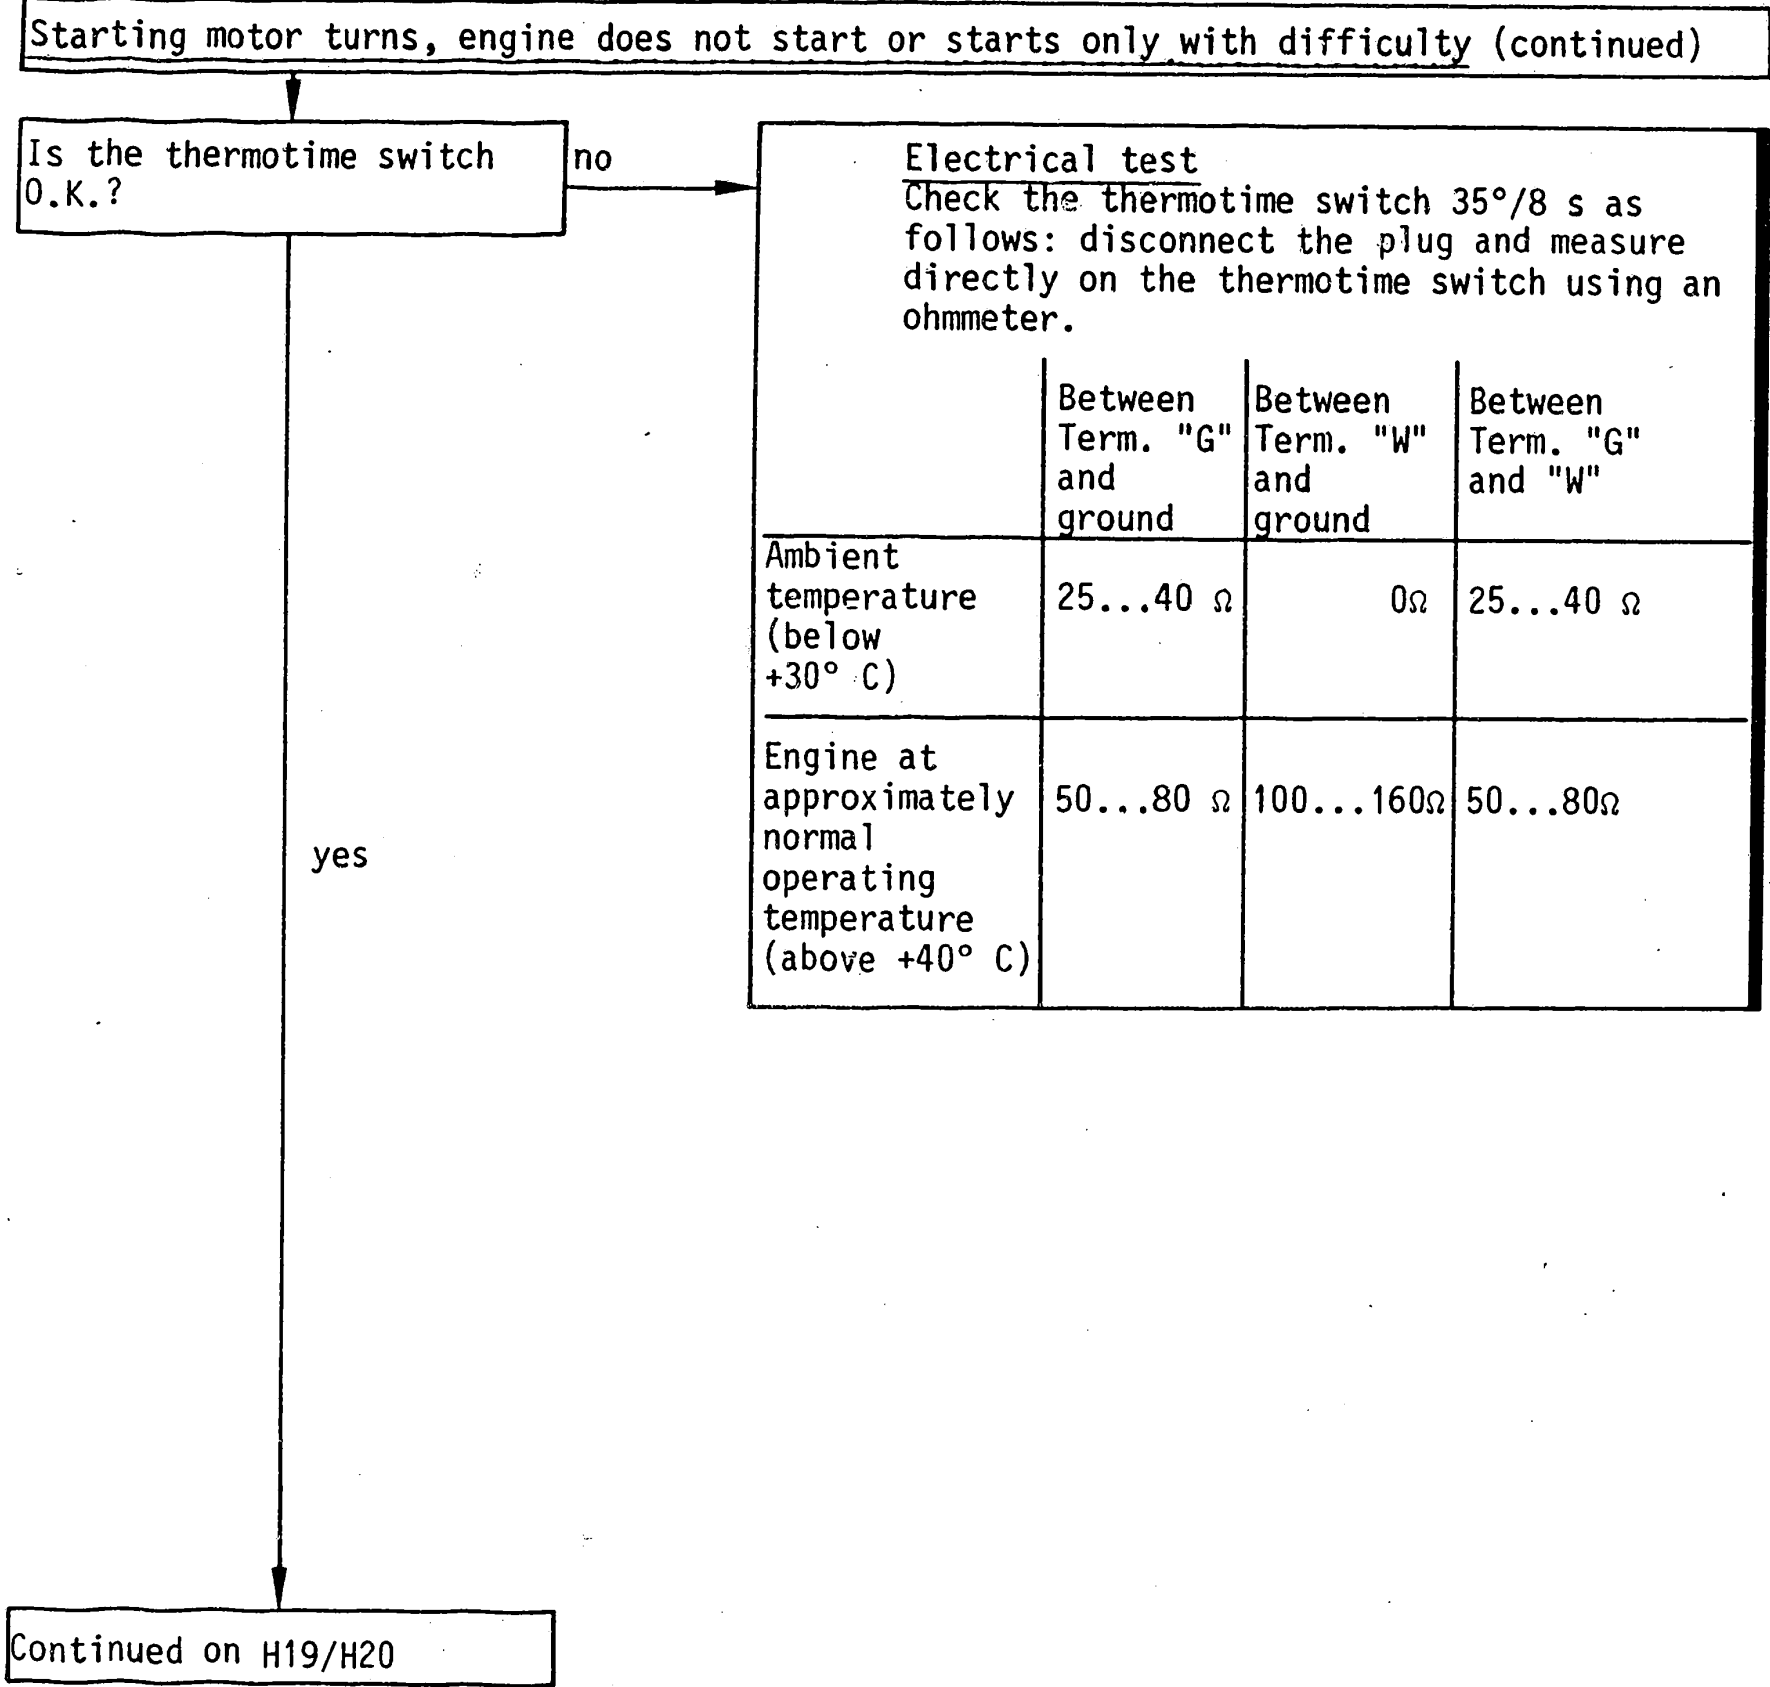 Starting motor turns, engine does not start or starts only with difficulty (continued)
Is the thermotime switch
O.K.?
no
Electrical test
Check the thermotime switch 35°/8 s as
follows: disconnect the plug and measure
directly on the thermotime switch using an
ohmmeter.
Between
Term. "G"
and
ground
Between
Term. "W"
and
ground
Between
Term. "G"
and "W"
Ambient
temperature
(below
+30° C)
25...40 Ω
0Ω
25...40 Ω
Engine at
approximately
normal
operating
temperature
(above +40° C)
50...80 Ω
100...160Ω
50...80Ω
yes
Continued on H19/H20